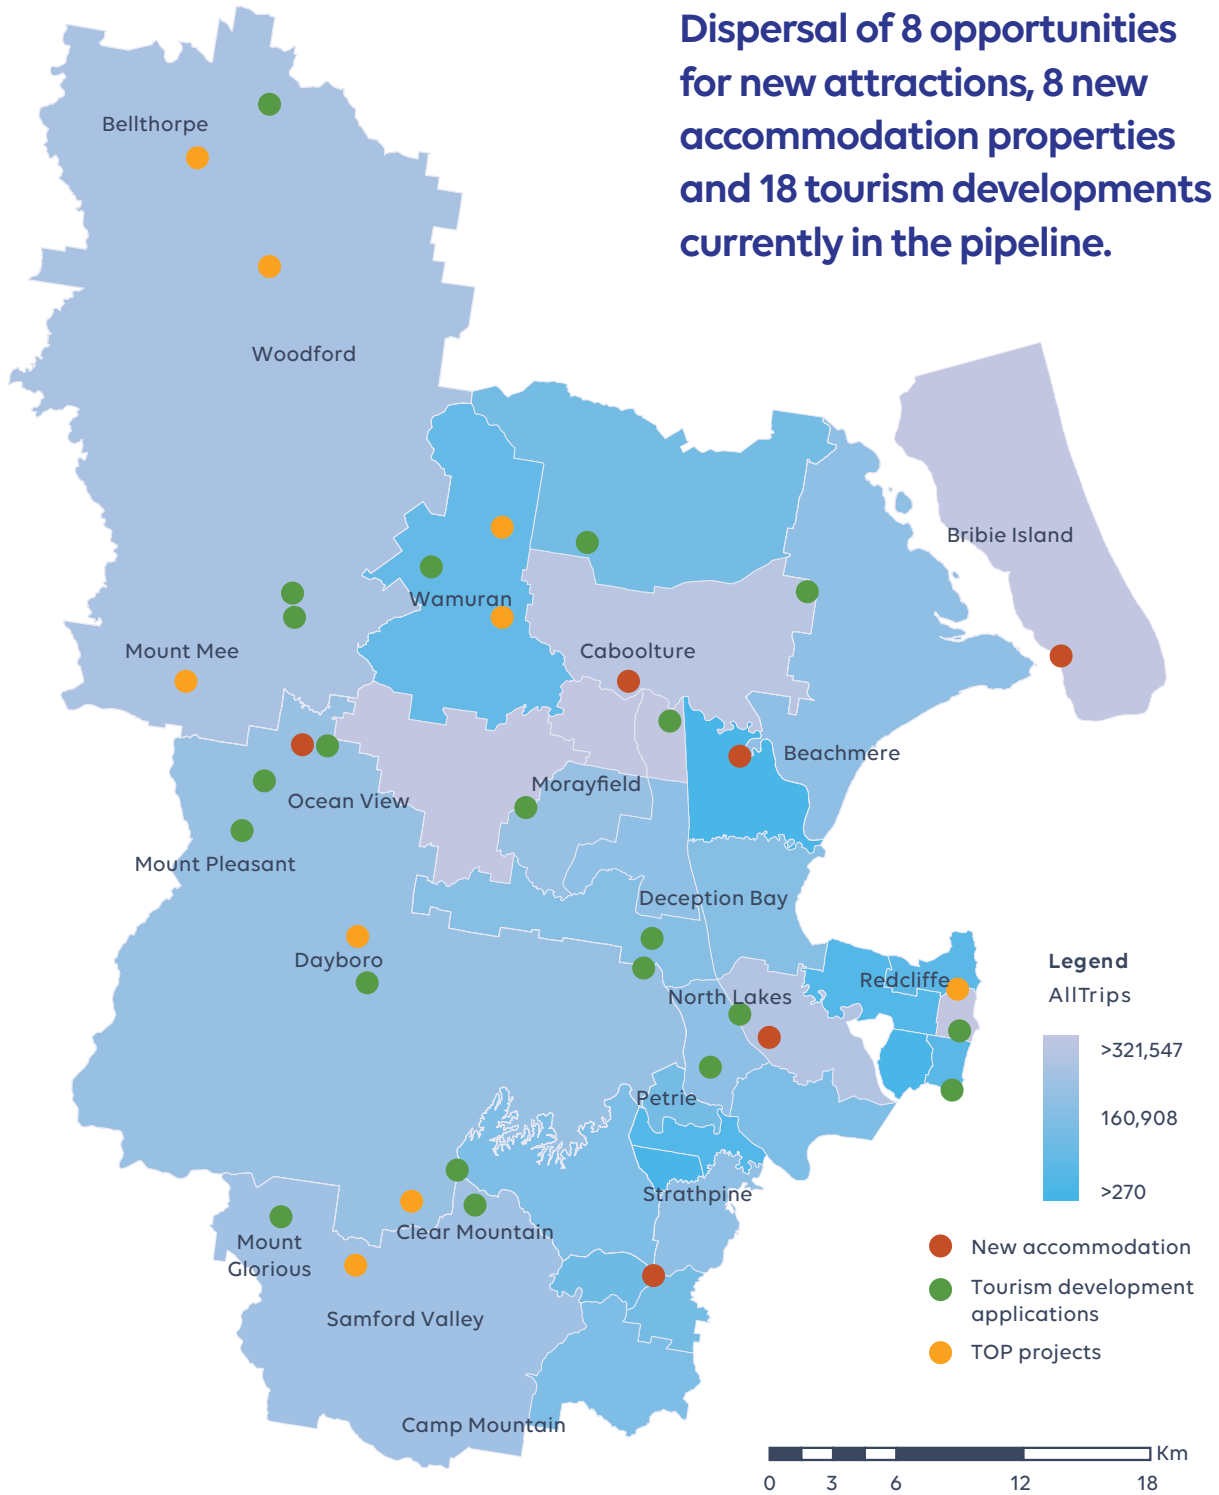 Dispersal of 8 opportunities
for new attractions, 8 new
accommodation properties
and 18 tourism developments
currently in the pipeline.
Bellthorpe
Woodford
Bribie Island
Wamuran
Mount Mee
Caboolture
Beachmere
Morayfield
Ocean View
Mount Pleasant
Deception Bay
Dayboro
Redcliffe
North Lakes
Petrie
Strathpine
Clear Mountain
Mount
Glorious
Samford Valley
Camp Mountain
Legend
AllTrips
>321,547
160,908
>270
New accommodation
Tourism development
applications
TOP projects
Km
0 3 6 12 18